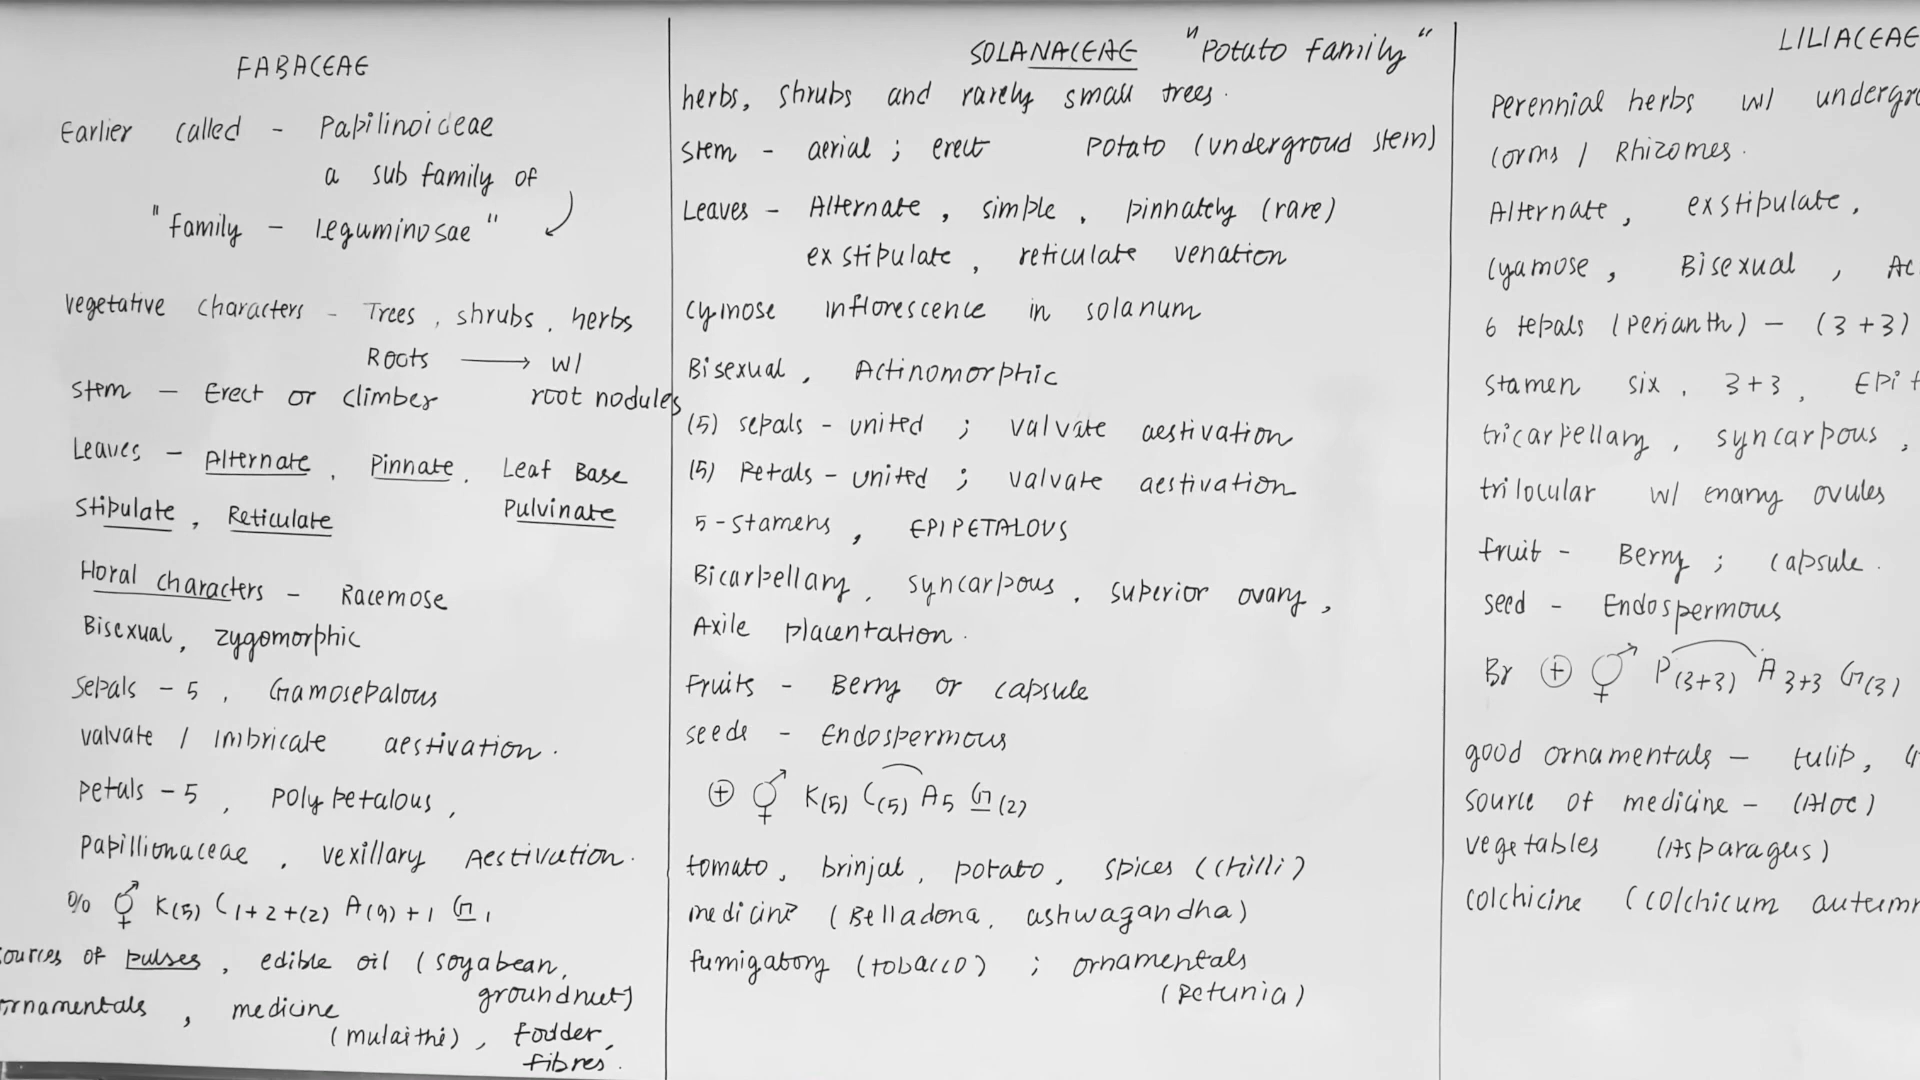 FABACEAE
Earlier called - Papilinoideae
a sub family of
"family - Leguminosae"
vegetative characters - Trees, shrubs, herbs
Roots ⟶ w/
root nodules
Stem - Erect or climber
Leaves - Alternate, Pinnate, Leaf Base
Pulvinate
Stipulate, Reticulate
Floral characters - Racemose
Bisexual, zygomorphic
Sepals - 5, Gamosepalous
valvate / imbricate aestivation.
petals - 5, polypetalous,
Papillionaceae, vexillary Aestivation.
% ⚥ K(5) C1+2+(2) A(9)+1 G1
sources of pulses, edible oil (soyabean,
groundnut)
ornamentals, medicine
(mulaithi), fodder,
fibres.
SOLANACEAE "Potato family"
herbs, shrubs and rarely small trees.
Stem - aerial; erect Potato (undergroud stem)
Leaves - Alternate, simple, pinnately (rare)
exstipulate, reticulate venation
Cymose inflorescence in solanum
Bisexual, Actinomorphic
(5) sepals - united ; valvate aestivation
(5) Petals - united ; valvate aestivation
5-Stamens, EPIPETALOUS
Bicarpellary, syncarpous, superior ovary,
Axile placentation.
Fruits - Berry or capsule
seeds - Endospermous
⊕ ⚥ K(5) C(5) A5 G(2)
tomato, brinjal, potato, spices (chilli)
medicine (Belladona, ashwagandha)
fumigatory (tobacco) ; ornamentals
(Petunia)
LILIACEAE
Perennial herbs w/
Corms / Rhizomes.
Alternate, exstipulate,
Cyamose, Bisexual,
6 tepals (perianth) - (3+3)
Stamen six, 3+3,
tricarpellary, syncarpous,
trilocular w/ enamy ovules
fruit - Berry ; capsule.
seed - Endospermous
Br ⊕ ⚥ P(3+3) A3+3 G(3)
good ornamentals - tulip,
source of medicine - (Aloe)
vegetables (Asparagus)
colchicine (colchicum